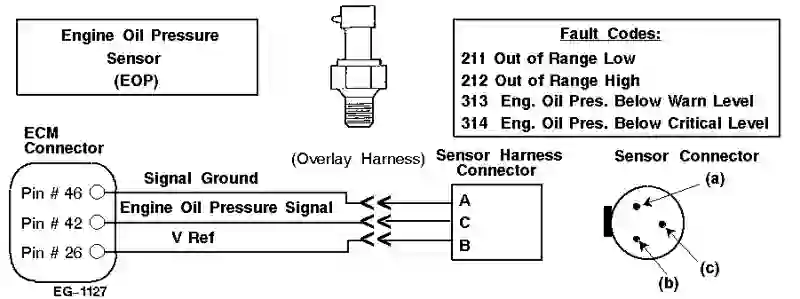 Engine Oil Pressure
Sensor
(EOP)
Fault Codes:
211 Out of Range Low
212 Out of Range High
313 Eng. Oil Pres. Below Warn Level
314 Eng. Oil Pres. Below Critical Level
ECM
Connector
(Overlay Harness)
Sensor Harness
Connector
Sensor Connector
Pin # 46
Signal Ground
A
Pin # 42
Engine Oil Pressure Signal
C
Pin # 26
V Ref
B
(a)
(b)
(c)
EG-1127